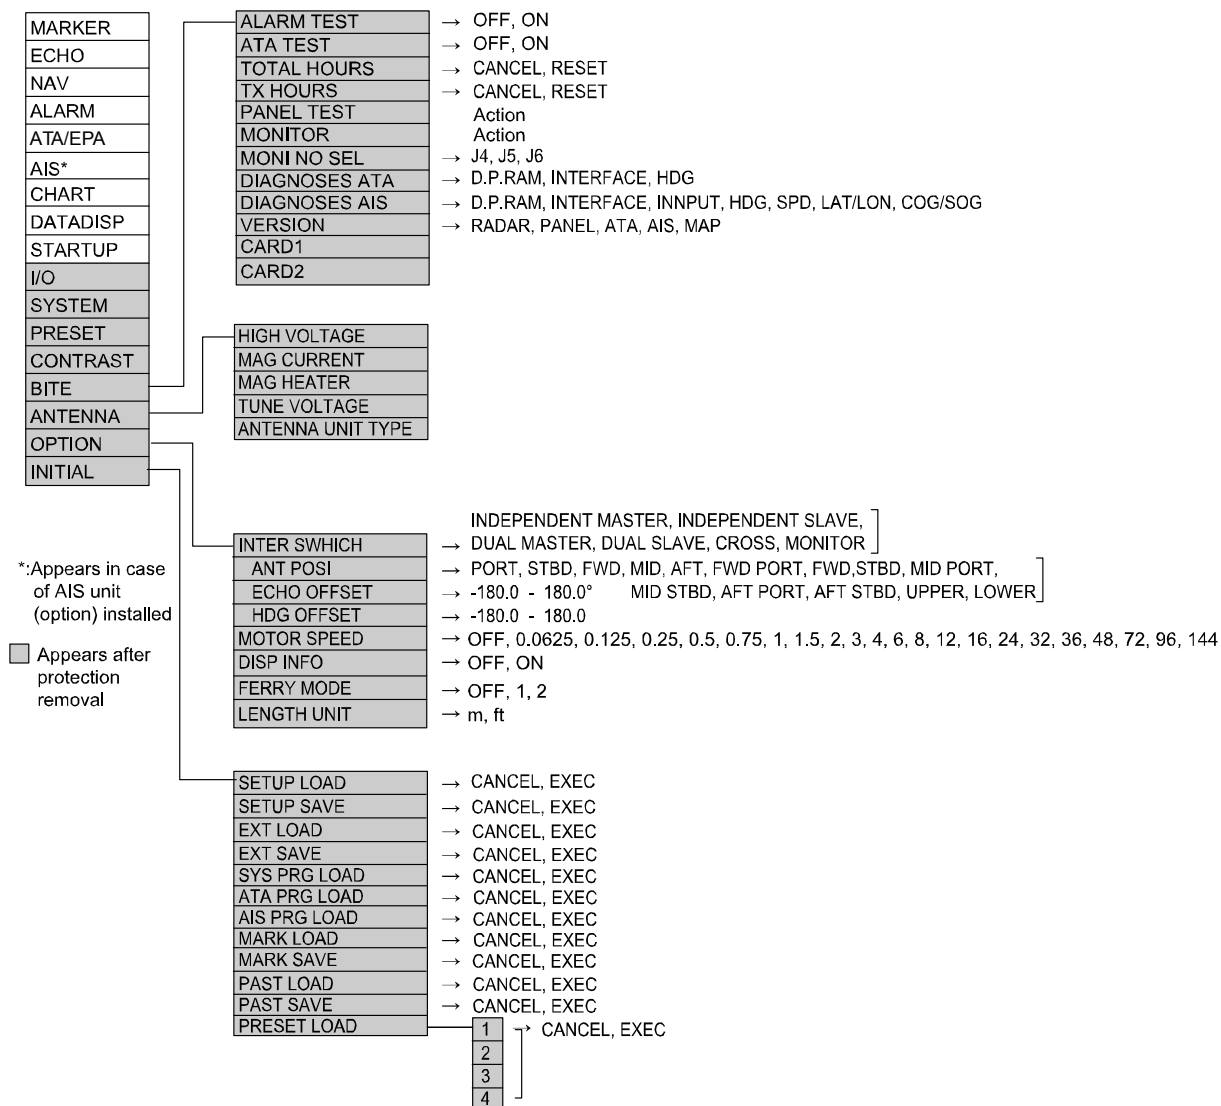 MARKER
ECHO
NAV
ALARM
ATA/EPA
AIS*
CHART
DATADISP
STARTUP
I/O
SYSTEM
PRESET
CONTRAST
BITE
ANTENNA
OPTION
INITIAL
*:Appears in case
of AIS unit
(option) installed
Appears after
protection
removal
ALARM TEST → OFF, ON
ATA TEST → OFF, ON
TOTAL HOURS → CANCEL, RESET
TX HOURS → CANCEL, RESET
PANEL TEST Action
MONITOR Action
MONI NO SEL → J4, J5, J6
DIAGNOSES ATA → D.P.RAM, INTERFACE, HDG
DIAGNOSES AIS → D.P.RAM, INTERFACE, INNPUT, HDG, SPD, LAT/LON, COG/SOG
VERSION → RADAR, PANEL, ATA, AIS, MAP
CARD1
CARD2
HIGH VOLTAGE
MAG CURRENT
MAG HEATER
TUNE VOLTAGE
ANTENNA UNIT TYPE
INDEPENDENT MASTER, INDEPENDENT SLAVE,
INTER SWHICH → DUAL MASTER, DUAL SLAVE, CROSS, MONITOR
ANT POSI → PORT, STBD, FWD, MID, AFT, FWD PORT, FWD,STBD, MID PORT,
ECHO OFFSET → -180.0 - 180.0° MID STBD, AFT PORT, AFT STBD, UPPER, LOWER
HDG OFFSET → -180.0 - 180.0
MOTOR SPEED → OFF, 0.0625, 0.125, 0.25, 0.5, 0.75, 1, 1.5, 2, 3, 4, 6, 8, 12, 16, 24, 32, 36, 48, 72, 96, 144
DISP INFO → OFF, ON
FERRY MODE → OFF, 1, 2
LENGTH UNIT → m, ft
SETUP LOAD → CANCEL, EXEC
SETUP SAVE → CANCEL, EXEC
EXT LOAD → CANCEL, EXEC
EXT SAVE → CANCEL, EXEC
SYS PRG LOAD → CANCEL, EXEC
ATA PRG LOAD → CANCEL, EXEC
AIS PRG LOAD → CANCEL, EXEC
MARK LOAD → CANCEL, EXEC
MARK SAVE → CANCEL, EXEC
PAST LOAD → CANCEL, EXEC
PAST SAVE → CANCEL, EXEC
PRESET LOAD 1 → CANCEL, EXEC
2
3
4